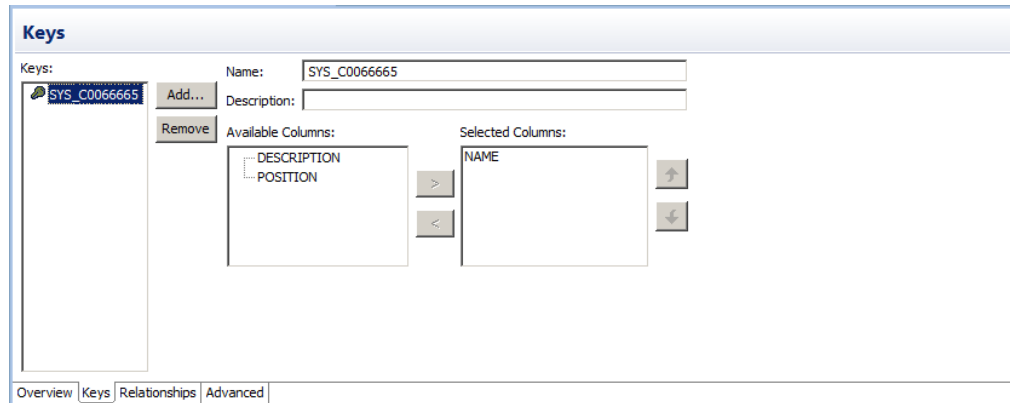 Keys
Keys:
SYS_C0066665
Add...
Remove
Name:
SYS_C0066665
Description:
Available Columns:
DESCRIPTION
POSITION
>
<
Selected Columns:
NAME
Overview Keys Relationships Advanced